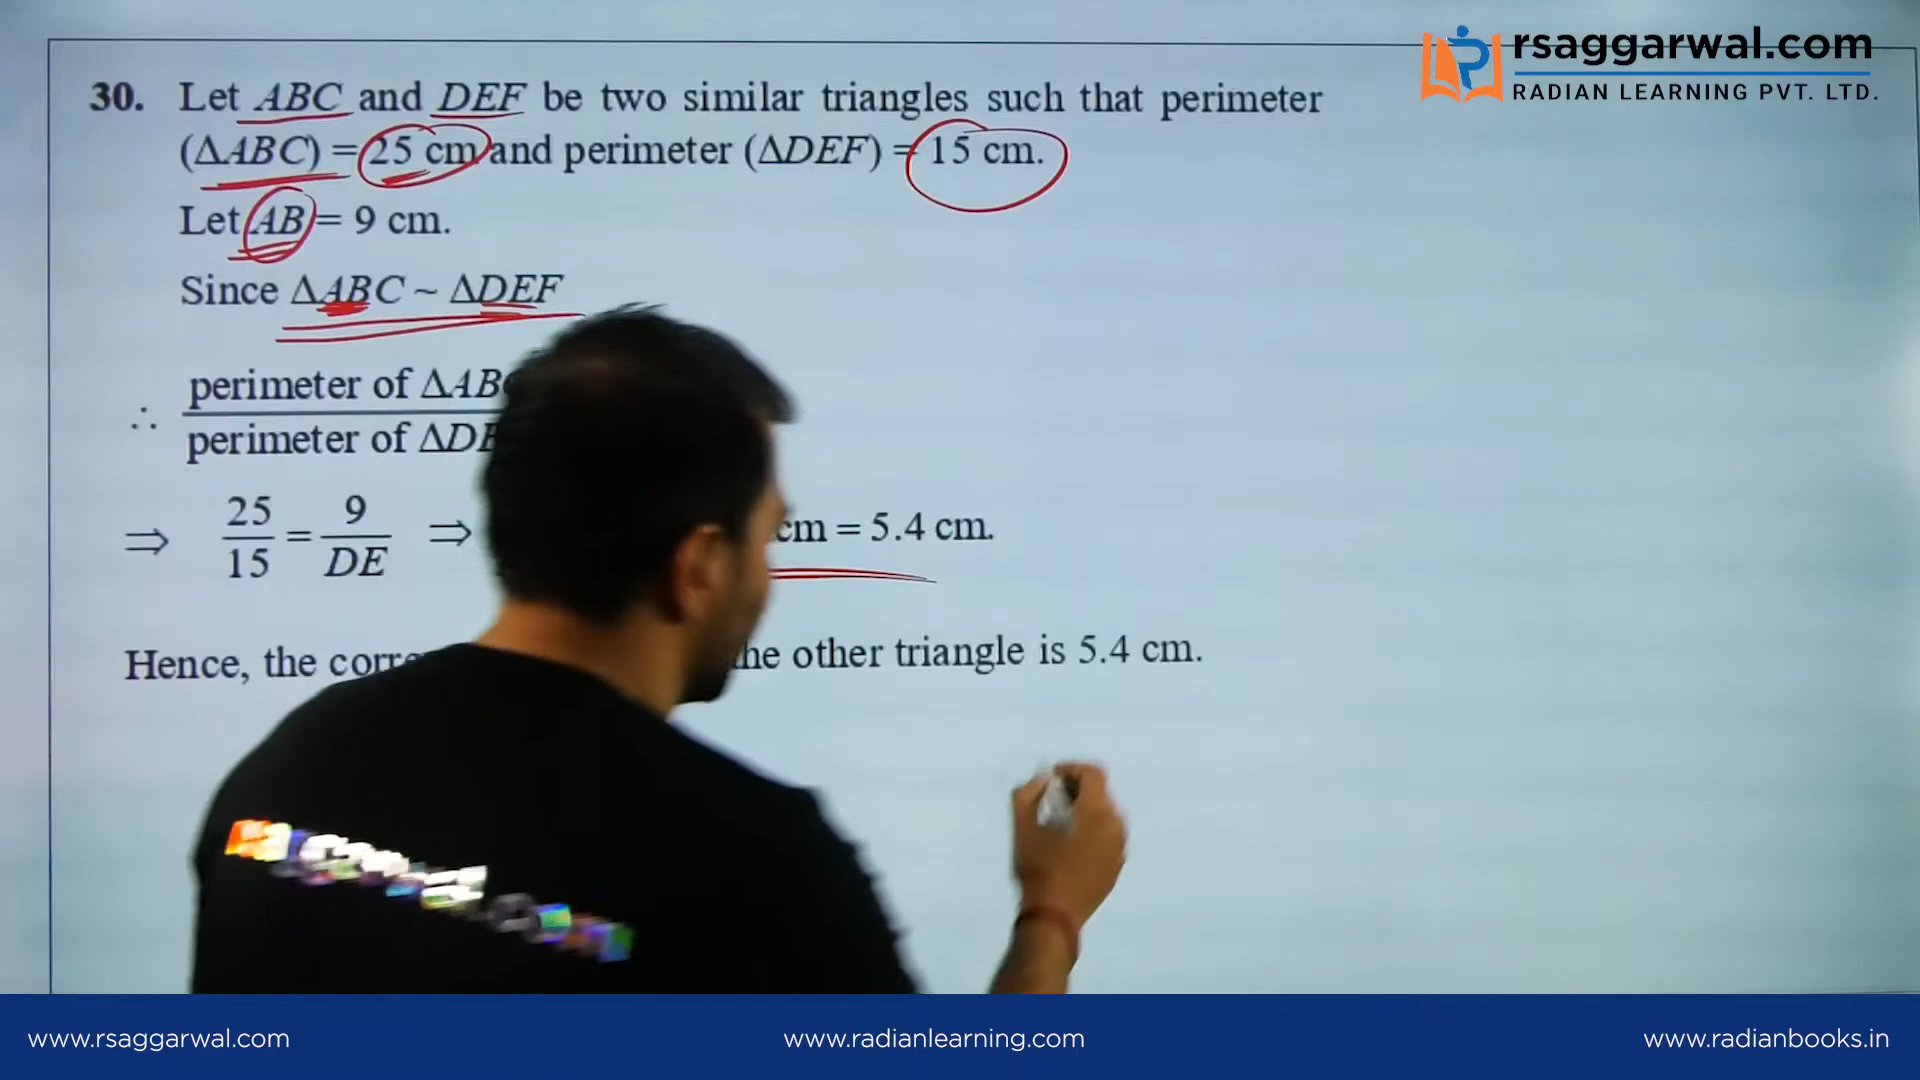 rsaggarwal.com
RADIAN LEARNING PVT. LTD.
30. Let ABC and DEF be two similar triangles such that perimeter
(ΔABC) = 25 cm and perimeter (ΔDEF) = 15 cm.
Let AB = 9 cm.
Since ΔABC ~ ΔDEF
∴ perimeter of ΔAB
perimeter of ΔDE
⇒ 25/15 = 9/DE ⇒ cm = 5.4 cm.
Hence, the corre he other triangle is 5.4 cm.
www.rsaggarwal.com www.radianlearning.com www.radianbooks.in